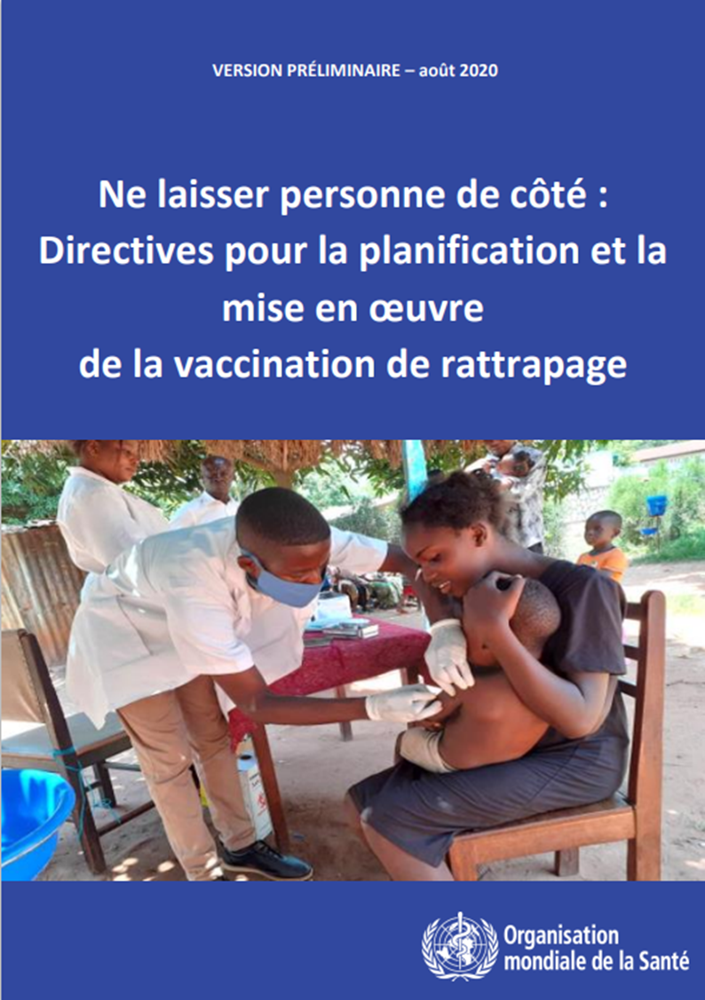 VERSION PRÉLIMINAIRE – août 2020
Ne laisser personne de côté :
Directives pour la planification et la
mise en œuvre
de la vaccination de rattrapage
Organisation
mondiale de la Santé